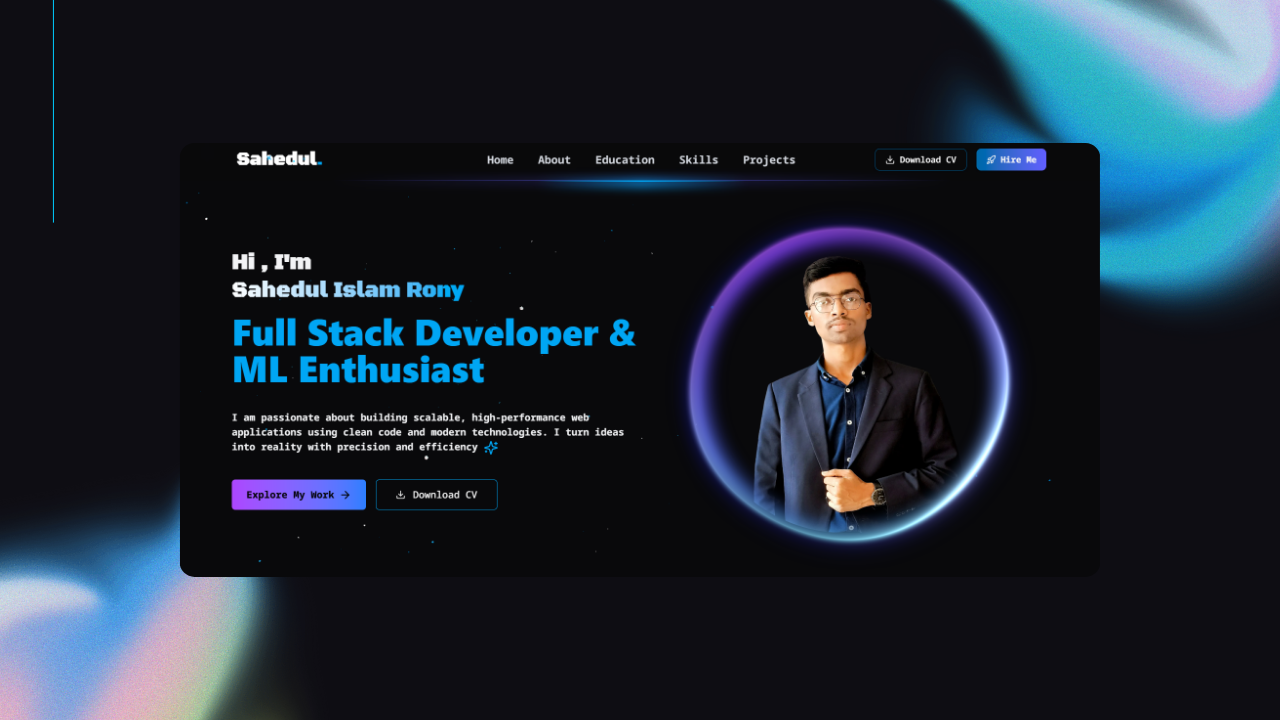 Sahedul.
Home About Education Skills Projects
Download CV
Hire Me
Hi , I'm
Sahedul Islam Rony
Full Stack Developer &
ML Enthusiast
I am passionate about building scalable, high-performance web
applications using clean code and modern technologies. I turn ideas
into reality with precision and efficiency
Explore My Work →
Download CV